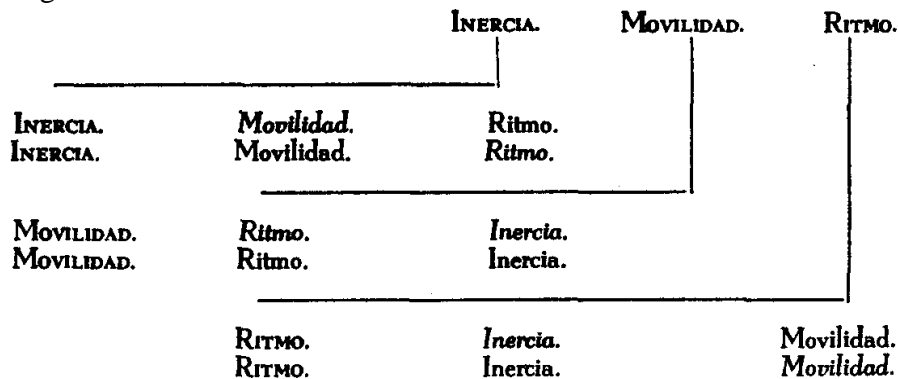 INERCIA. MOVILIDAD. RITMO.
INERCIA. Movilidad. Ritmo.
INERCIA. Movilidad. Ritmo.
MOVILIDAD. Ritmo. Inercia.
MOVILIDAD. Ritmo. Inercia.
RITMO. Inercia. Movilidad.
RITMO. Inercia. Movilidad.